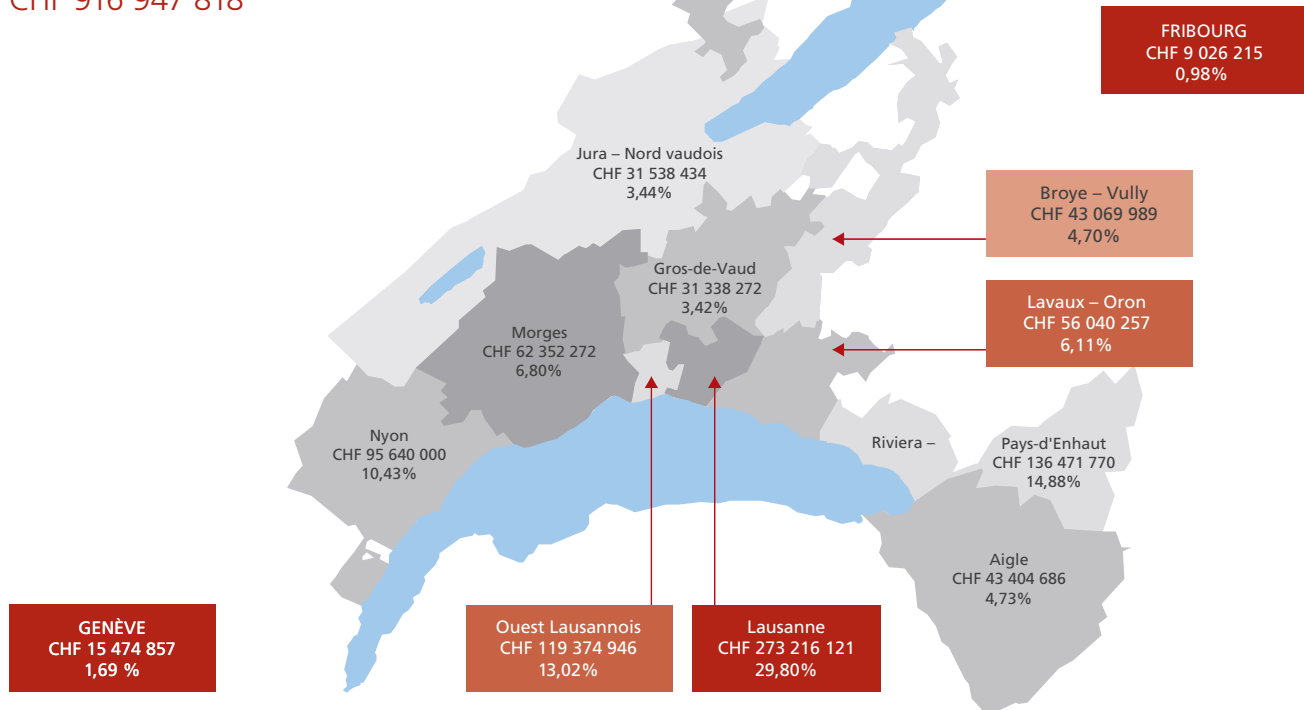 CHF 916 947 818
FRIBOURG
CHF 9 026 215
0,98%
Jura – Nord vaudois
CHF 31 538 434
3,44%
Broye – Vully
CHF 43 069 989
4,70%
Gros-de-Vaud
CHF 31 338 272
3,42%
Lavaux – Oron
CHF 56 040 257
6,11%
Morges
CHF 62 352 272
6,80%
Nyon
CHF 95 640 000
10,43%
Riviera –
Pays-d'Enhaut
CHF 136 471 770
14,88%
Aigle
CHF 43 404 686
4,73%
GENÈVE
CHF 15 474 857
1,69 %
Ouest Lausannois
CHF 119 374 946
13,02%
Lausanne
CHF 273 216 121
29,80%